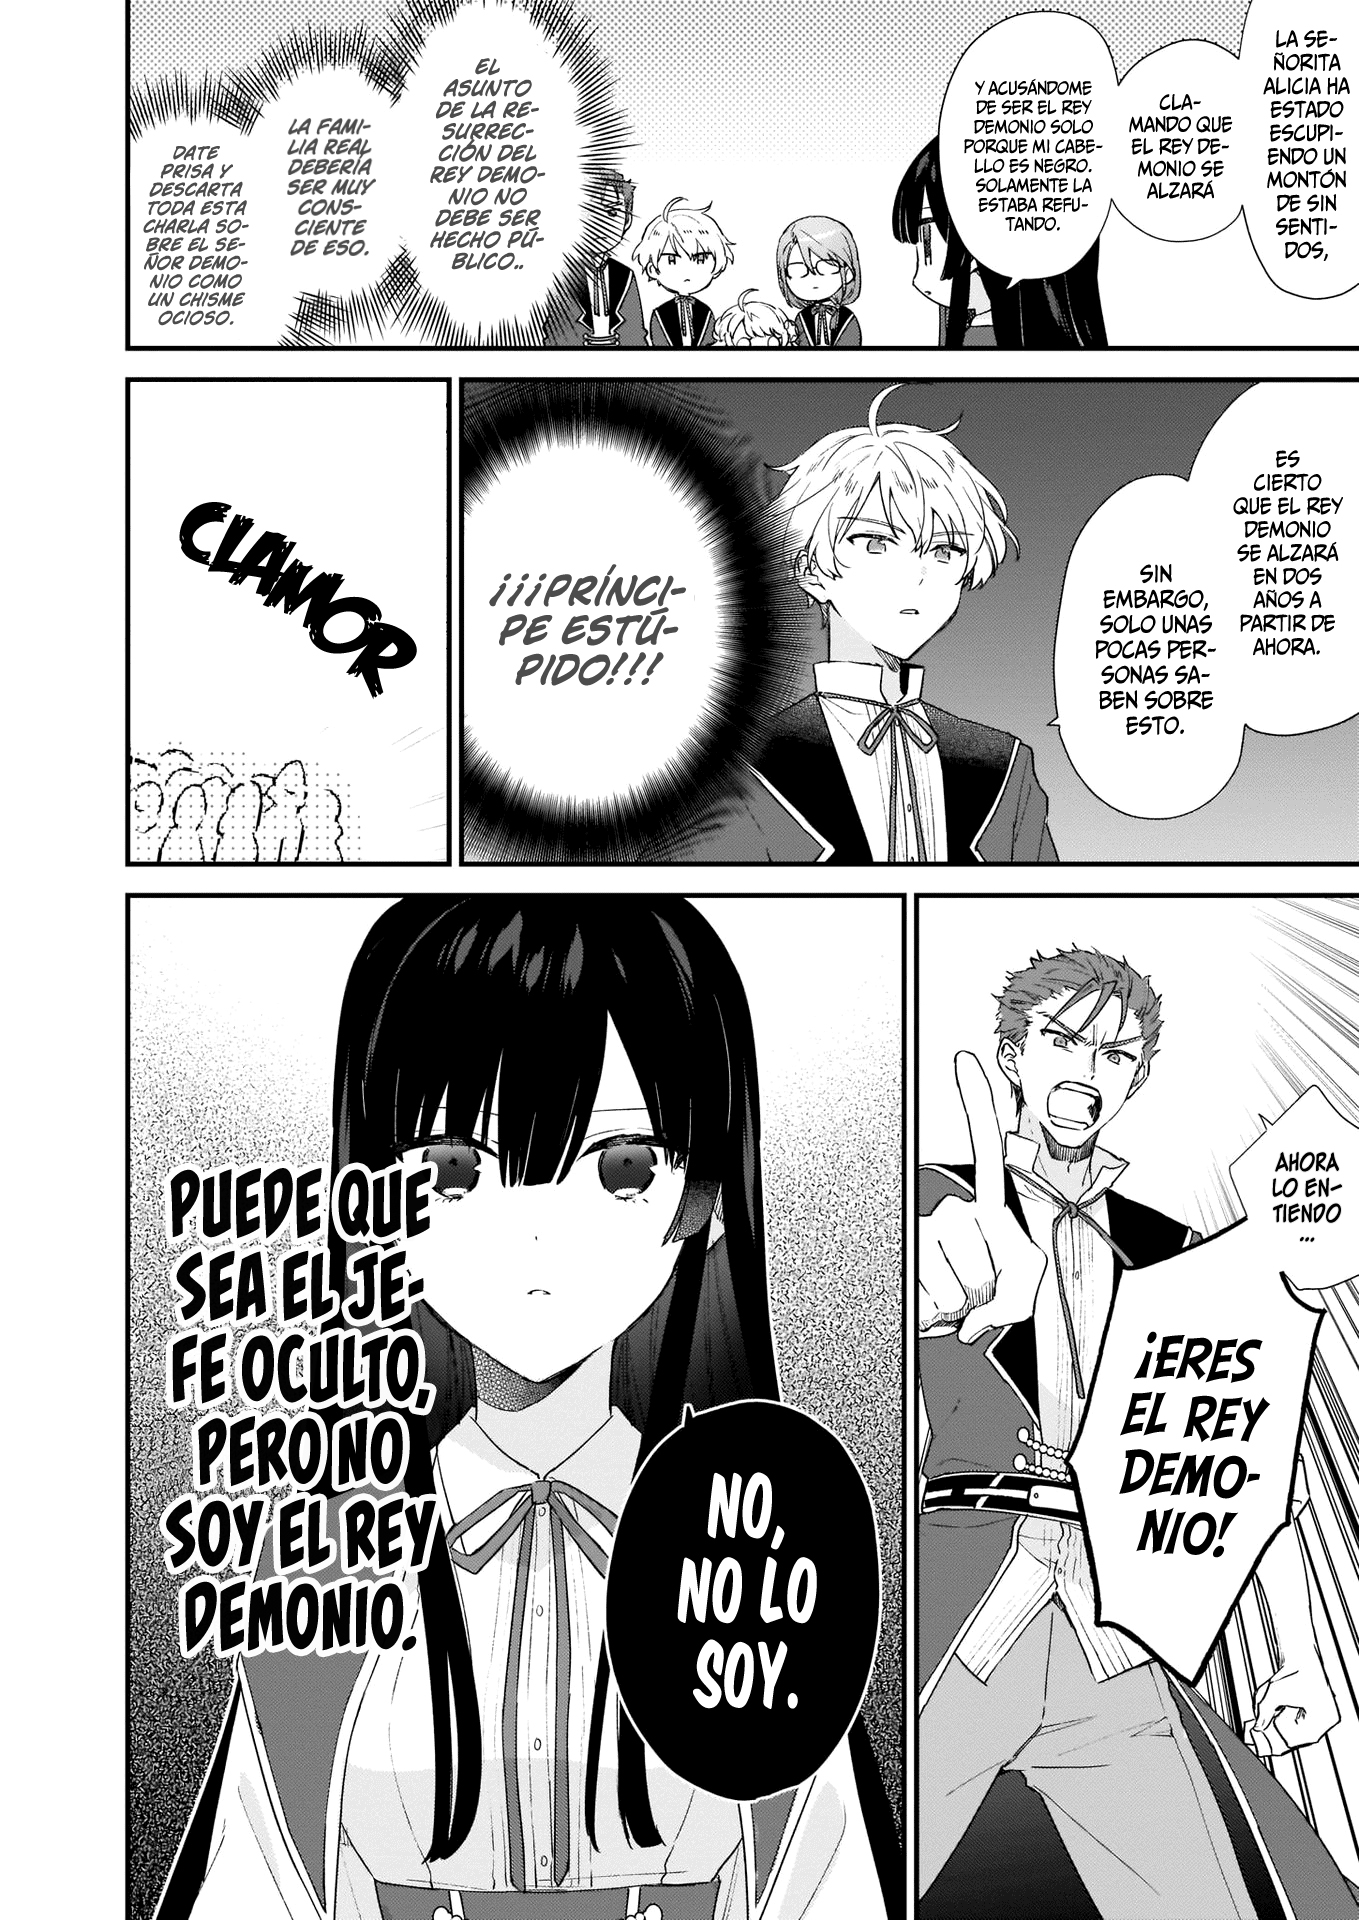 LA SE-
ÑORITA
ALICIA HA
ESTADO
ESCUPI-
ENDO UN
MONTÓN
DE SIN
SENTI-
DOS,
CLA-
MANDO QUE
EL REY DE-
MONIO SE
ALZARÁ
Y ACUSÁNDOME
DE SER EL REY
DEMONIO SOLO
PORQUE MI CABE-
LLO ES NEGRO.
SOLAMENTE LA
ESTABA REFU-
TANDO.
EL
ASUNTO
DE LA RE-
SURREC-
CIÓN DEL
REY DEMO-
NIO NO
DEBE SER
HECHO PÚ-
BLICO..
LA FAMI-
LIA REAL
DEBERÍA
SER MUY
CONS-
CIENTE
DE ESO.
DATE
PRISA Y
DESCARTA
TODA ESTA
CHARLA SO-
BRE EL SE-
ÑOR DEMO-
NIO COMO
UN CHISME
OCIOSO.
ES
CIERTO
QUE EL REY
DEMONIO
SE ALZARÁ
EN DOS
AÑOS A
PARTIR DE
AHORA.
SIN
EMBARGO,
SOLO UNAS
POCAS PER-
SONAS SA-
BEN SOBRE
ESTO.
¡¡¡PRÍNCI-
PE ESTÚ-
PIDO!!!
CLAMOR
AHORA
LO EN-
TIENDO
...
¡ERES
EL REY
DEMO-
NIO!
NO,
NO LO
SOY.
PUEDE QUE
SEA EL JE-
FE OCULTO,
PERO NO
SOY EL REY
DEMONIO.